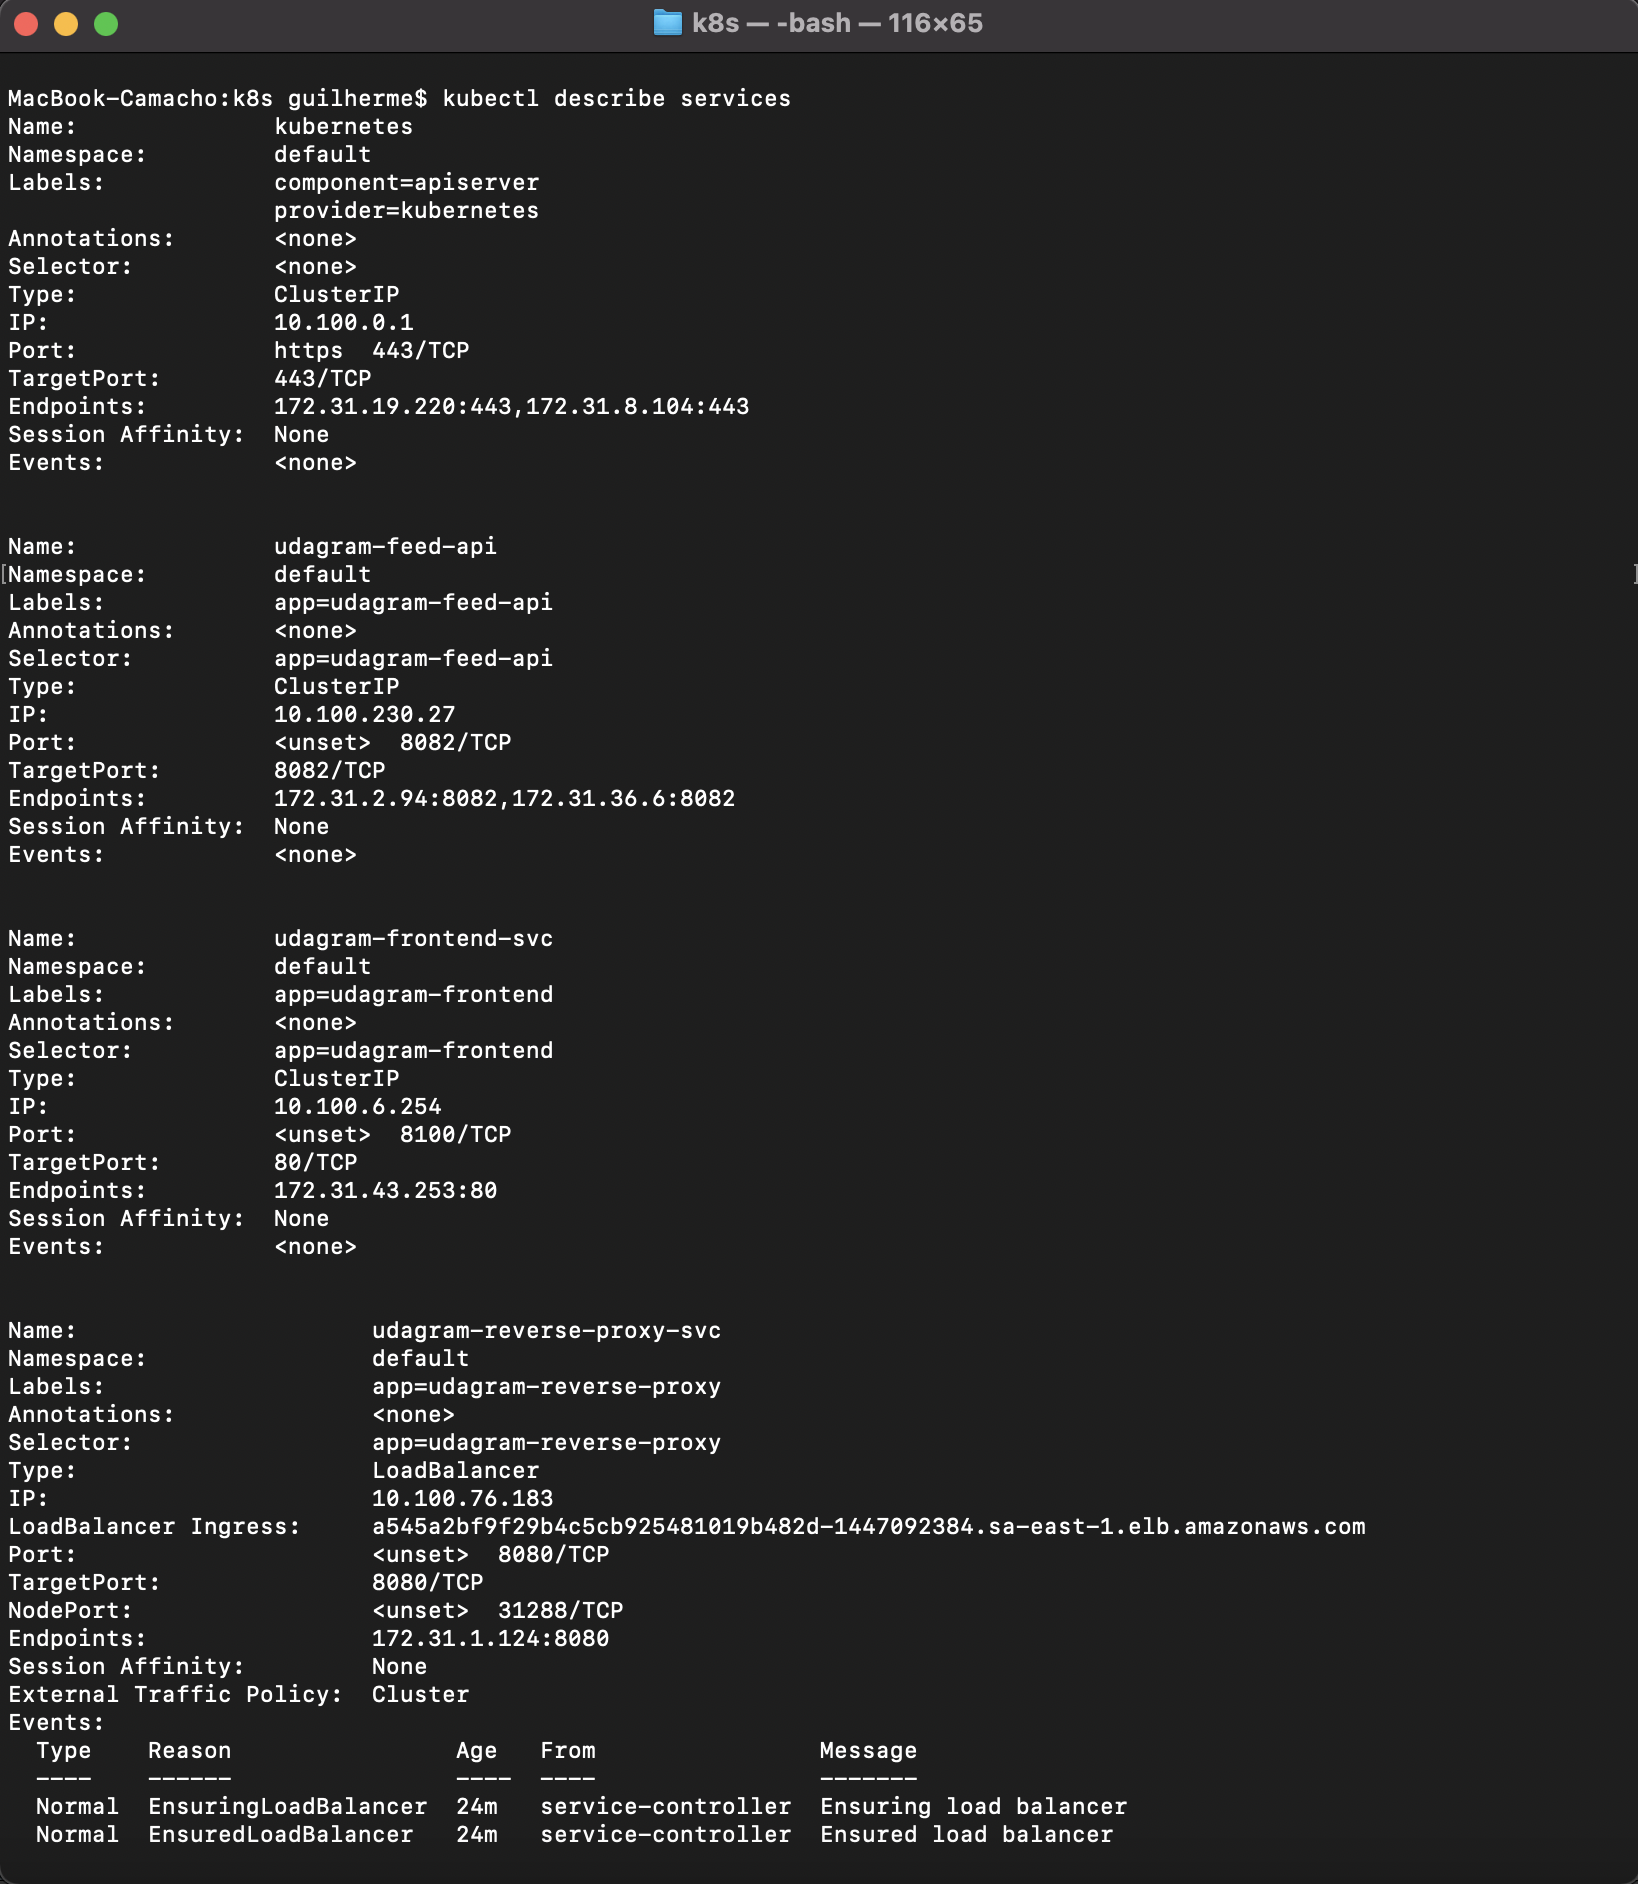 k8s — -bash — 116×65
MacBook-Camacho:k8s guilherme$ kubectl describe services
Name:              kubernetes
Namespace:         default
Labels:            component=apiserver
                   provider=kubernetes
Annotations:       <none>
Selector:          <none>
Type:              ClusterIP
IP:                10.100.0.1
Port:              https  443/TCP
TargetPort:        443/TCP
Endpoints:         172.31.19.220:443,172.31.8.104:443
Session Affinity:  None
Events:            <none>
Name:              udagram-feed-api
[Namespace:         default ]
Labels:            app=udagram-feed-api
Annotations:       <none>
Selector:          app=udagram-feed-api
Type:              ClusterIP
IP:                10.100.230.27
Port:              <unset>  8082/TCP
TargetPort:        8082/TCP
Endpoints:         172.31.2.94:8082,172.31.36.6:8082
Session Affinity:  None
Events:            <none>
Name:              udagram-frontend-svc
Namespace:         default
Labels:            app=udagram-frontend
Annotations:       <none>
Selector:          app=udagram-frontend
Type:              ClusterIP
IP:                10.100.6.254
Port:              <unset>  8100/TCP
TargetPort:        80/TCP
Endpoints:         172.31.43.253:80
Session Affinity:  None
Events:            <none>
Name:                     udagram-reverse-proxy-svc
Namespace:                default
Labels:                   app=udagram-reverse-proxy
Annotations:              <none>
Selector:                 app=udagram-reverse-proxy
Type:                     LoadBalancer
IP:                       10.100.76.183
LoadBalancer Ingress:     a545a2bf9f29b4c5cb925481019b482d-1447092384.sa-east-1.elb.amazonaws.com
Port:                     <unset>  8080/TCP
TargetPort:               8080/TCP
NodePort:                 <unset>  31288/TCP
Endpoints:                172.31.1.124:8080
Session Affinity:         None
External Traffic Policy:  Cluster
Events:
  Type    Reason                Age   From                Message
  ----    ------                ----  ----                -------
  Normal  EnsuringLoadBalancer  24m   service-controller  Ensuring load balancer
  Normal  EnsuredLoadBalancer   24m   service-controller  Ensured load balancer